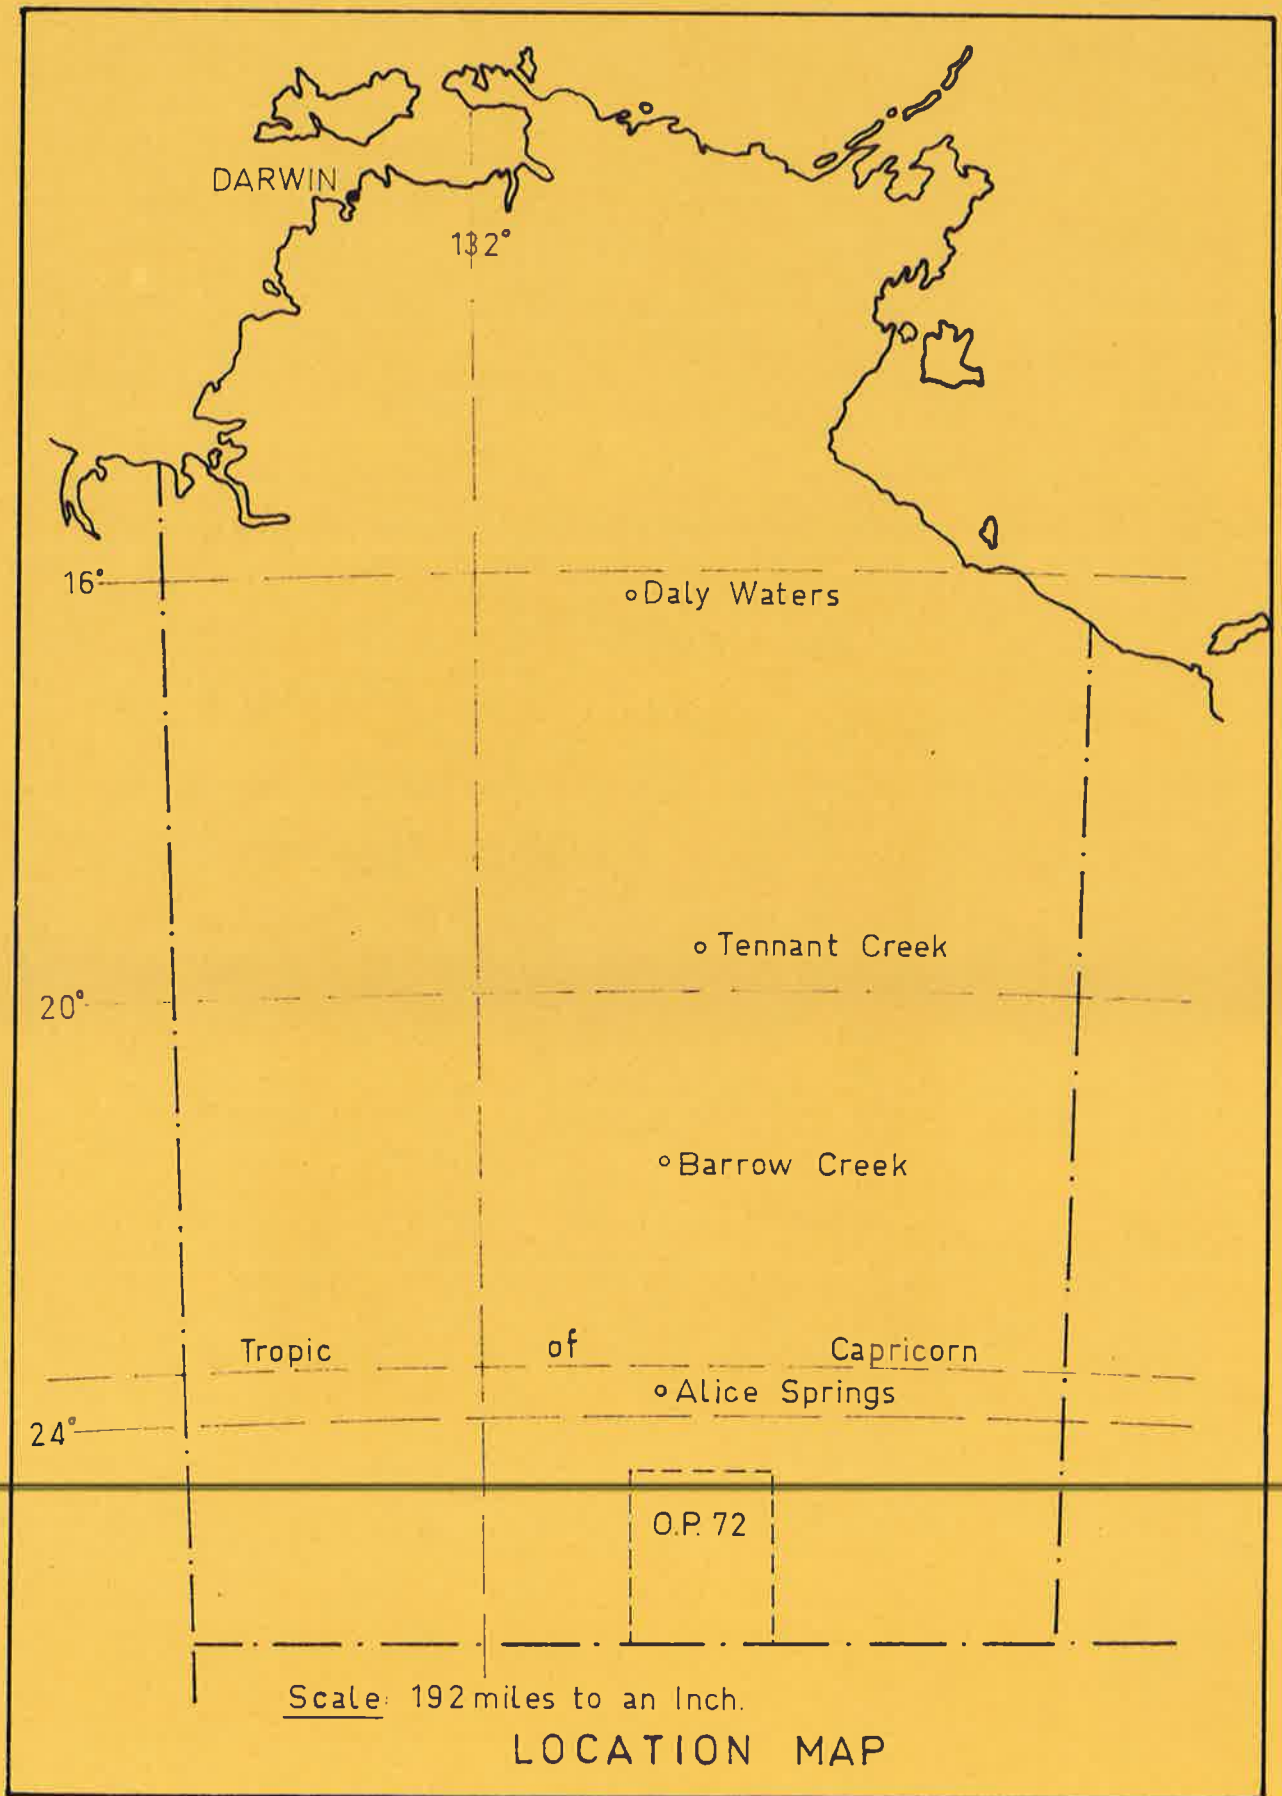 DARWIN
132°
16°
Daly Waters
Tennant Creek
20°
Barrow Creek
Tropic of Capricorn
Alice Springs
24°
O.P. 72
Scale: 192 miles to an Inch.
LOCATION MAP